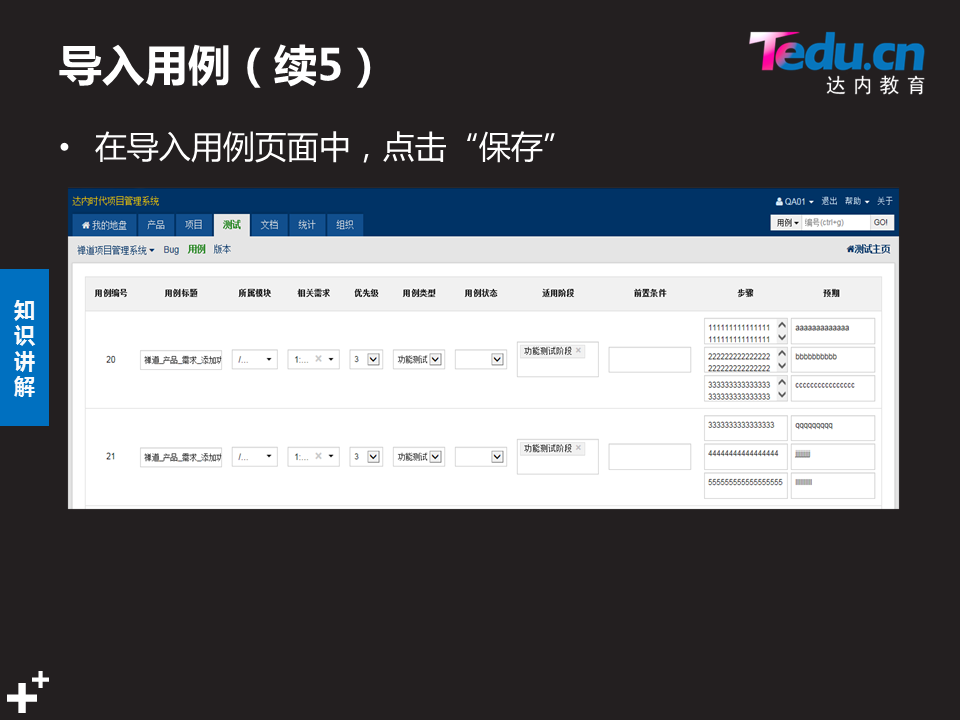 导入用例（续5）
Tedu.cn
达内教育
• 在导入用例页面中，点击“保存”
知识讲解
达内时代项目管理系统
QA01 退出 帮助 关于
我的地盘 产品 项目 测试 文档 统计 组织
用例 编号(ctrl+g) GO!
禅道项目管理系统 Bug 用例 版本
测试主页
用例编号 用例标题 所属模块 相关需求 优先级 用例类型 用例状态 适用阶段 前置条件 步骤 预期
20 禅道_产品_需求_添加功 /... 1:... × 3 功能测试 功能测试阶段 ×
111111111111111 aaaaaaaaaaaaa
111111111111111
222222222222222 bbbbbbbbbb
222222222222222
333333333333333 cccccccccccccccc
333333333333333
21 禅道_产品_需求_添加功 /... 1:... × 3 功能测试 功能测试阶段 ×
3333333333333333 qqqqqqqqq
44444444444444444
555555555555555555